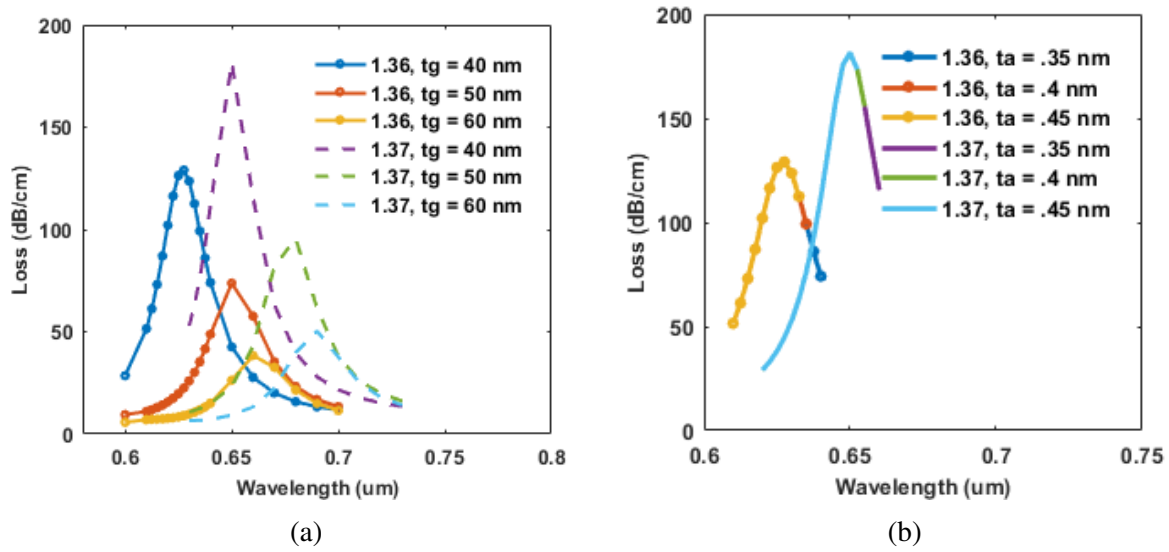 200
150
100
50
0
0.6
0.65
0.7
0.75
0.8
Loss (dB/cm)
Wavelength (um)
1.36, tg = 40 nm
1.36, tg = 50 nm
1.36, tg = 60 nm
1.37, tg = 40 nm
1.37, tg = 50 nm
1.37, tg = 60 nm
(a)
200
150
100
50
0
0.6
0.65
0.7
0.75
Loss (dB/cm)
Wavelength (um)
1.36, ta = .35 nm
1.36, ta = .4 nm
1.36, ta = .45 nm
1.37, ta = .35 nm
1.37, ta = .4 nm
1.37, ta = .45 nm
(b)